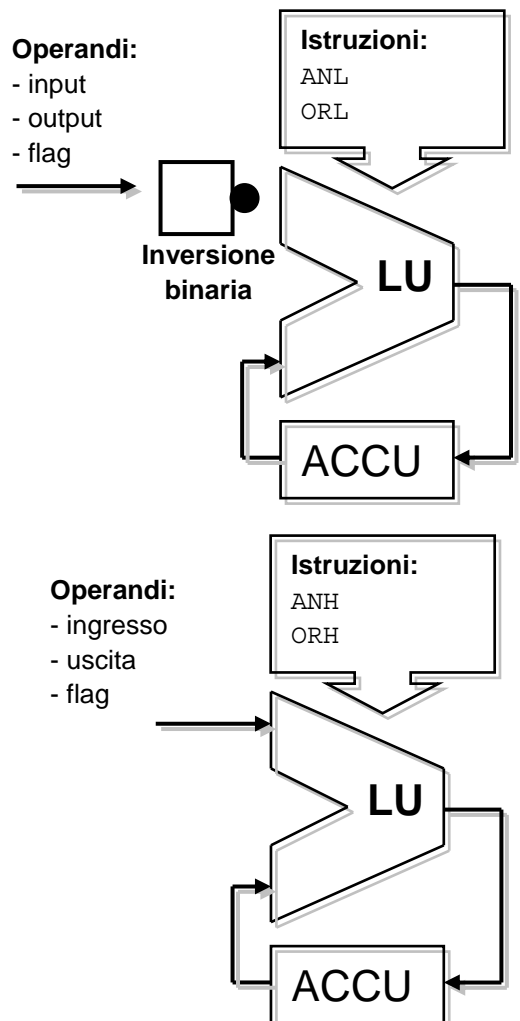 Operandi:
- input
- output
- flag
Istruzioni:
ANL
ORL
Inversione
binaria
LU
ACCU
Operandi:
- ingresso
- uscita
- flag
Istruzioni:
ANH
ORH
LU
ACCU